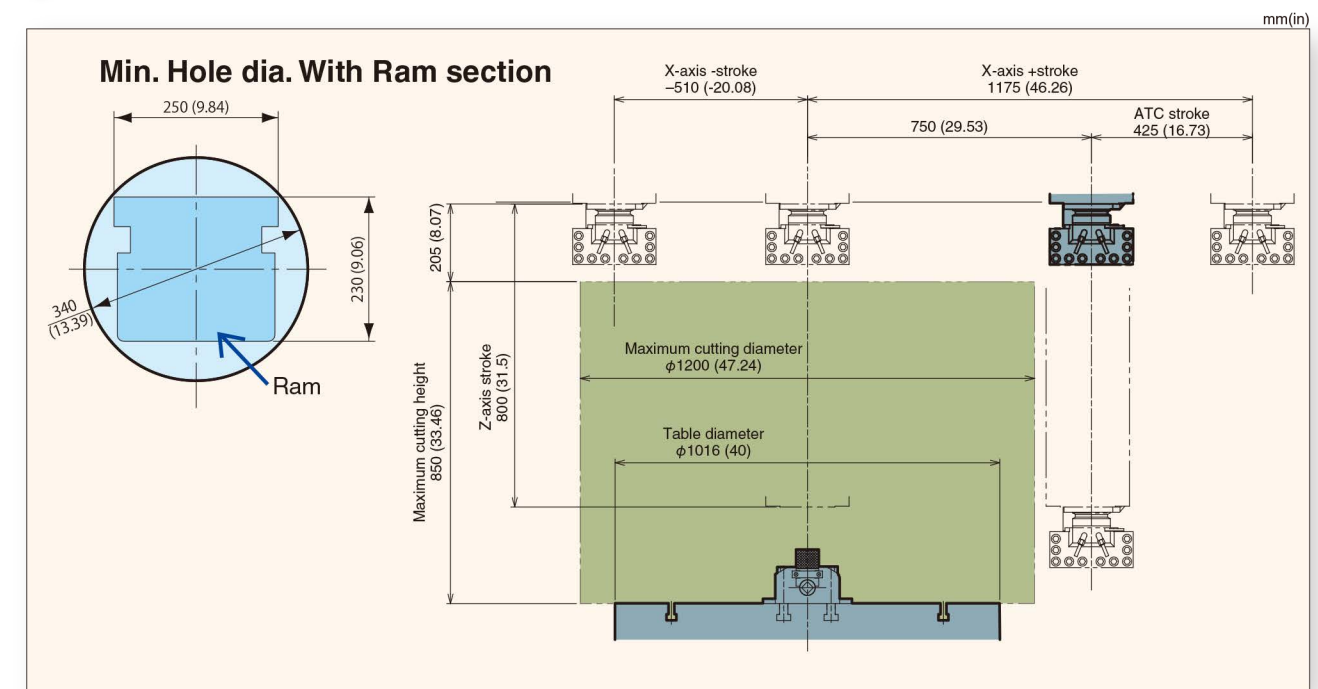 mm(in)
Min. Hole dia. With Ram section
250 (9.84)
230 (9.06)
340
(13.39)
Ram
X-axis -stroke
–510 (-20.08)
X-axis +stroke
1175 (46.26)
750 (29.53)
ATC stroke
425 (16.73)
205 (8.07)
Maximum cutting height
850 (33.46)
Z-axis stroke
800 (31.5)
Maximum cutting diameter
ϕ1200 (47.24)
Table diameter
ϕ1016 (40)